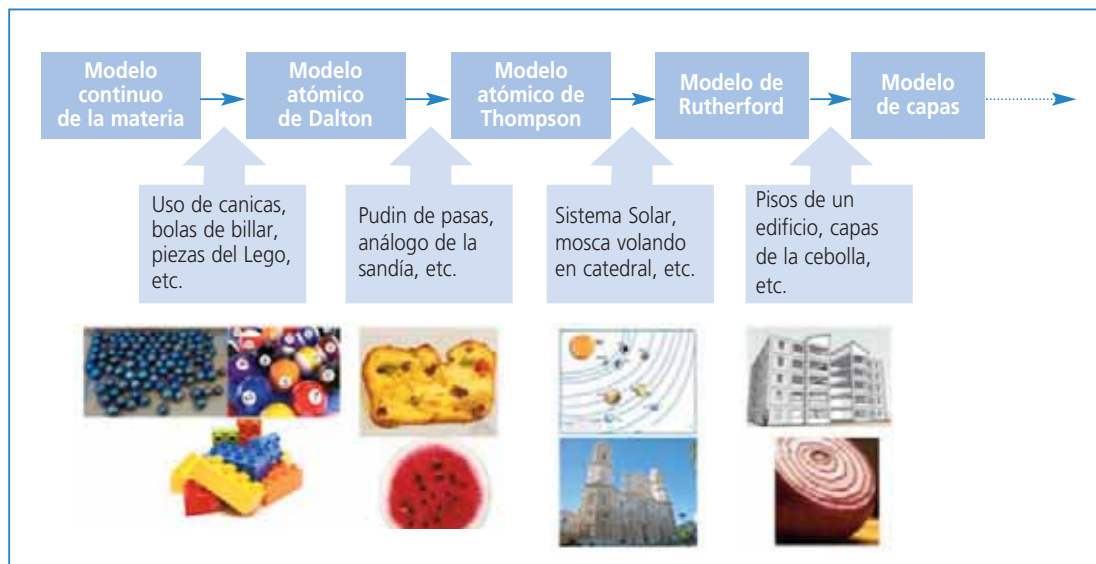 Modelo
continuo
de la materia
Modelo
atómico
de Dalton
Modelo
atómico de
Thompson
Modelo de
Rutherford
Modelo
de capas
Uso de canicas,
bolas de billar,
piezas del Lego,
etc.
Pudin de pasas,
análogo de la
sandía, etc.
Sistema Solar,
mosca volando
en catedral, etc.
Pisos de un
edificio, capas
de la cebolla,
etc.